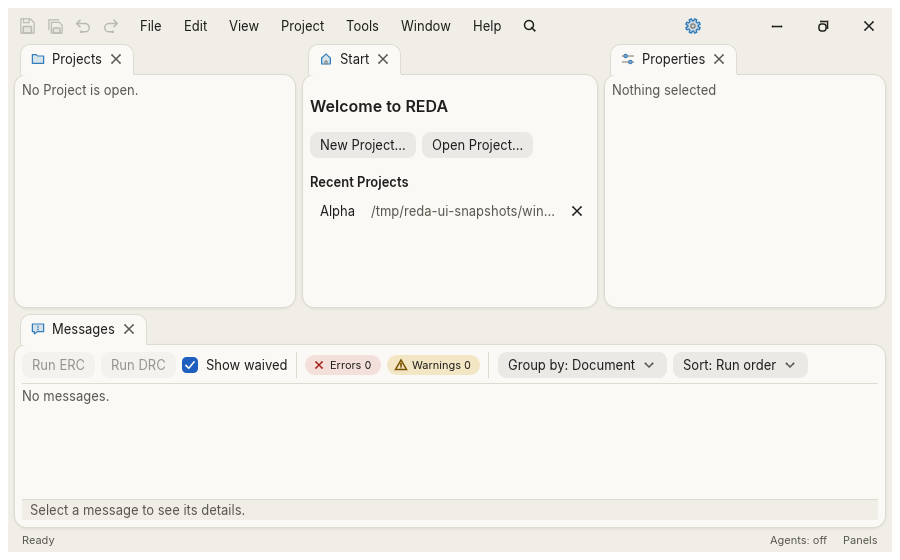 File Edit View Project Tools Window Help
Projects
Start
Properties
No Project is open.
Welcome to REDA
New Project... Open Project...
Recent Projects
Alpha /tmp/reda-ui-snapshots/win...
Nothing selected
Messages
Run ERC Run DRC Show waived Errors 0 Warnings 0 Group by: Document Sort: Run order
No messages.
Select a message to see its details.
Ready Agents: off Panels